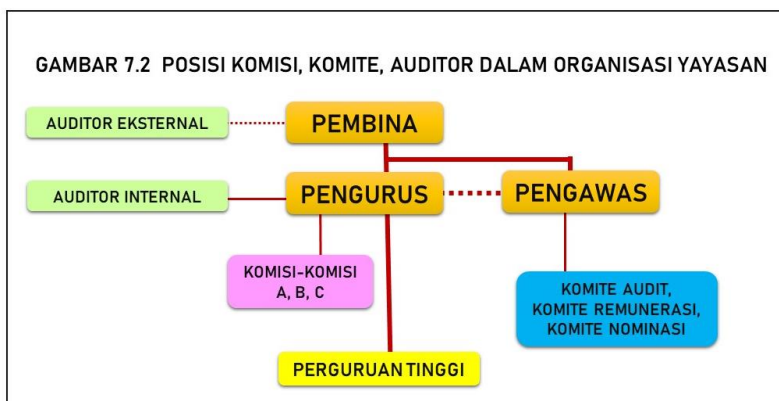 GAMBAR 7.2 POSISI KOMISI, KOMITE, AUDITOR DALAM ORGANISASI YAYASAN
AUDITOR EKSTERNAL
PEMBINA
AUDITOR INTERNAL
PENGURUS
PENGAWAS
KOMISI-KOMISI
A, B, C
KOMITE AUDIT,
KOMITE REMUNERASI,
KOMITE NOMINASI
PERGURUAN TINGGI